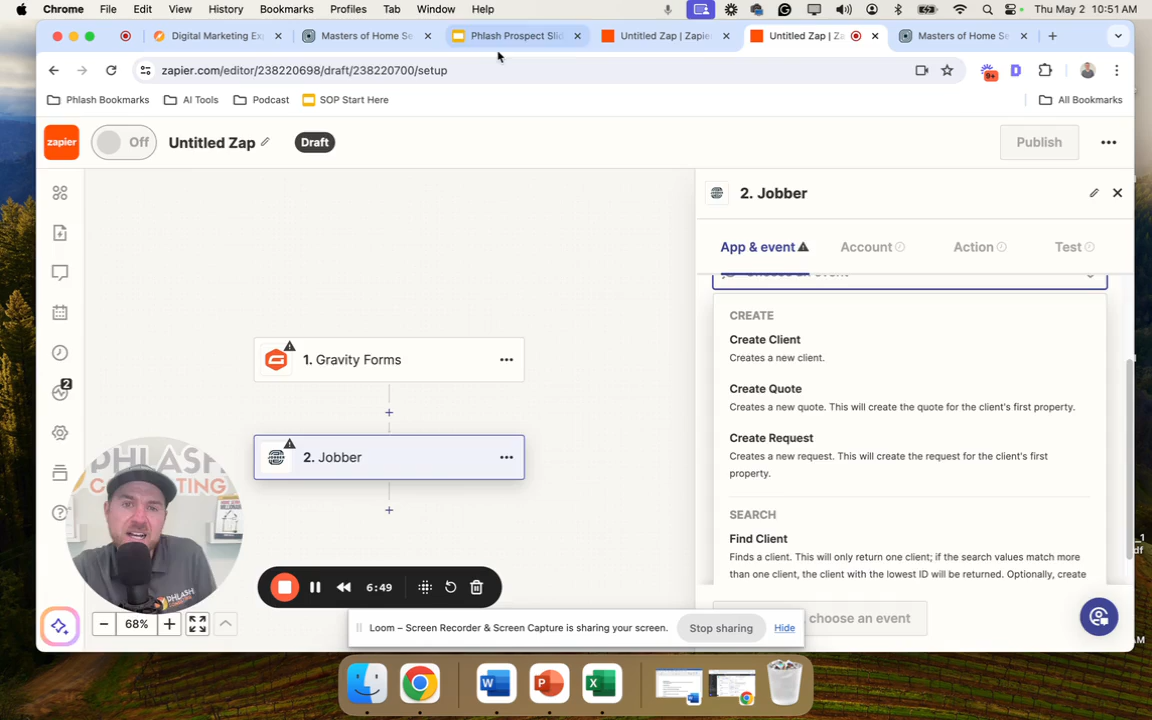 Chrome File Edit View History Bookmarks Profiles Tab Window Help
Thu May 2 10:51 AM
Digital Marketing Ex
Masters of Home Se
Phlash Prospect Slid
Untitled Zap | Zapie
Untitled Zap | Z
Masters of Home Se
zapier.com/editor/238220698/draft/238220700/setup
9+
Phlash Bookmarks
AI Tools
Podcast
SOP Start Here
All Bookmarks
zapier
Off
Untitled Zap
Draft
Publish
2. Jobber
App & event
Account
Action
Test
CREATE
Create Client
Creates a new client.
Create Quote
Creates a new quote. This will create the quote for the client's first property.
Create Request
Creates a new request. This will create the request for the client's first
property.
SEARCH
Find Client
Finds a client. This will only return one client; if the search values match more
than one client, the client with the lowest ID will be returned. Optionally, create
choose an event
1. Gravity Forms
2. Jobber
2
PHLASH
CONSULTING
6:49
68%
Loom – Screen Recorder & Screen Capture is sharing your screen.
Stop sharing
Hide